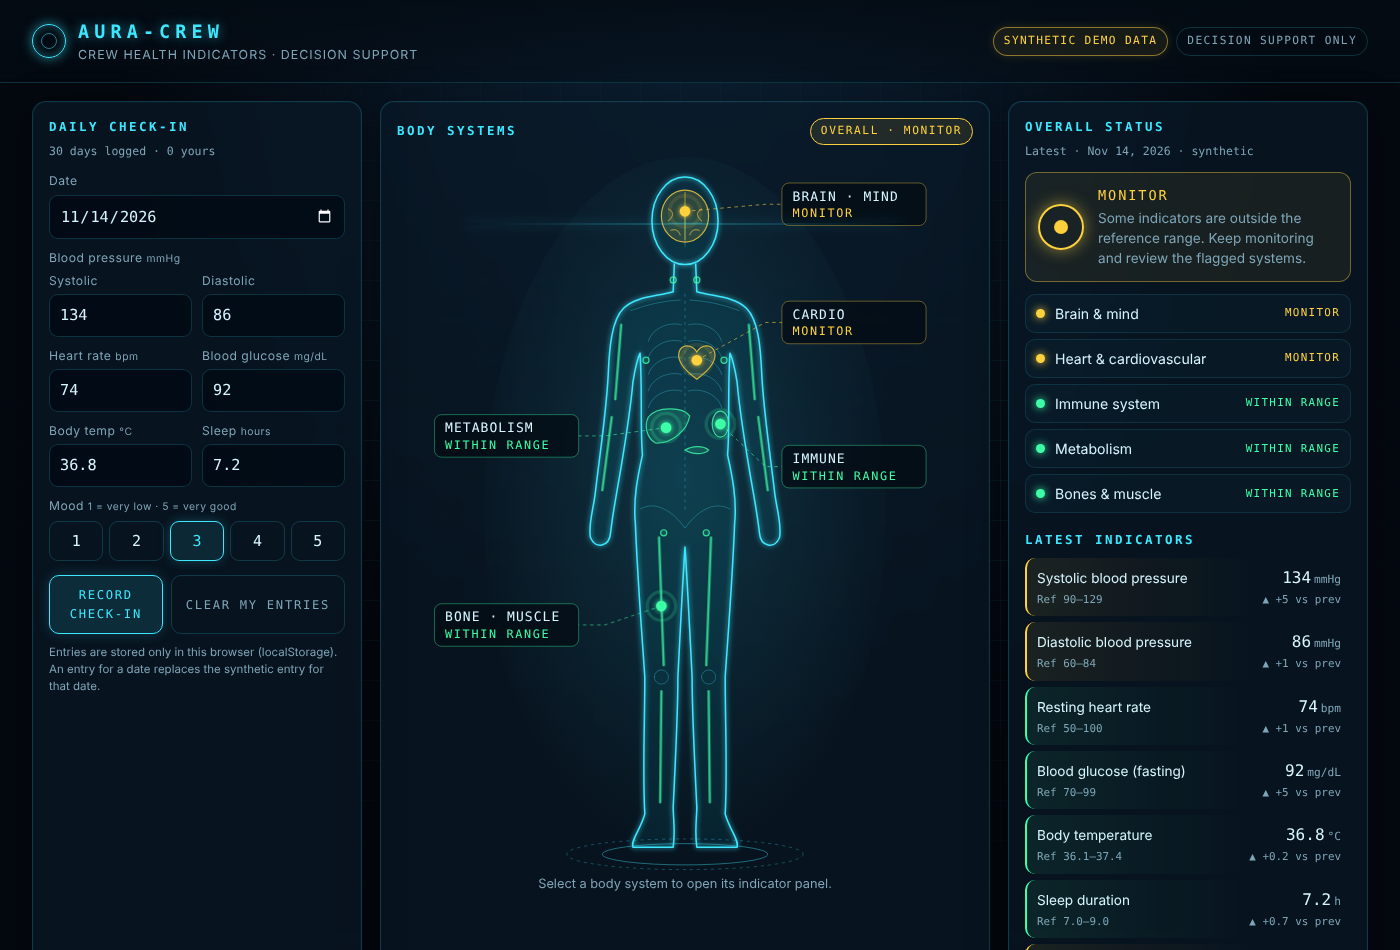 AURA-CREW
CREW HEALTH INDICATORS · DECISION SUPPORT
SYNTHETIC DEMO DATA
DECISION SUPPORT ONLY
DAILY CHECK-IN
30 days logged · 0 yours
Date
11/14/2026
Blood pressure mmHg
Systolic
Diastolic
134
86
Heart rate bpm
Blood glucose mg/dL
74
92
Body temp °C
Sleep hours
36.8
7.2
Mood 1 = very low · 5 = very good
1
2
3
4
5
RECORD
CHECK-IN
CLEAR MY ENTRIES
Entries are stored only in this browser (localStorage).
An entry for a date replaces the synthetic entry for
that date.
BODY SYSTEMS
OVERALL · MONITOR
BRAIN · MIND
MONITOR
CARDIO
MONITOR
METABOLISM
WITHIN RANGE
IMMUNE
WITHIN RANGE
BONE · MUSCLE
WITHIN RANGE
Select a body system to open its indicator panel.
OVERALL STATUS
Latest · Nov 14, 2026 · synthetic
MONITOR
Some indicators are outside the
reference range. Keep monitoring
and review the flagged systems.
Brain & mind
MONITOR
Heart & cardiovascular
MONITOR
Immune system
WITHIN RANGE
Metabolism
WITHIN RANGE
Bones & muscle
WITHIN RANGE
LATEST INDICATORS
Systolic blood pressure
134 mmHg
Ref 90–129
▲ +5 vs prev
Diastolic blood pressure
86 mmHg
Ref 60–84
▲ +1 vs prev
Resting heart rate
74 bpm
Ref 50–100
▲ +1 vs prev
Blood glucose (fasting)
92 mg/dL
Ref 70–99
▲ +5 vs prev
Body temperature
36.8 °C
Ref 36.1–37.4
▲ +0.2 vs prev
Sleep duration
7.2 h
Ref 7.0–9.0
▲ +0.7 vs prev